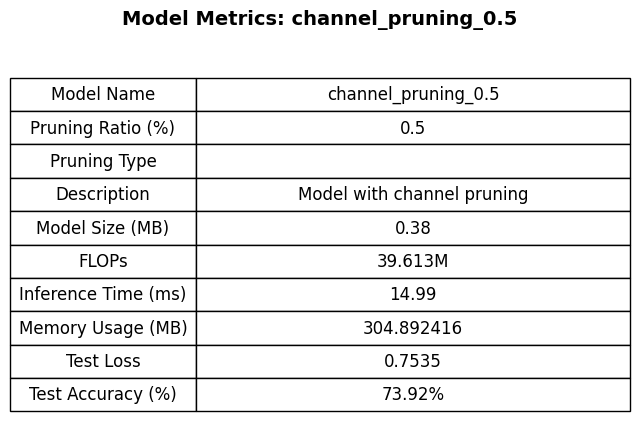 Model Metrics: channel_pruning_0.5
Model Name channel_pruning_0.5
Pruning Ratio (%) 0.5
Pruning Type
Description Model with channel pruning
Model Size (MB) 0.38
FLOPs 39.613M
Inference Time (ms) 14.99
Memory Usage (MB) 304.892416
Test Loss 0.7535
Test Accuracy (%) 73.92%